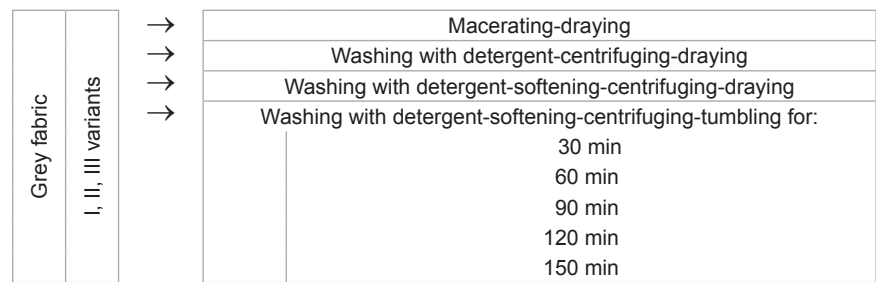 Grey fabric
I, II, III variants
→ Macerating-draying
→ Washing with detergent-centrifuging-draying
→ Washing with detergent-softening-centrifuging-draying
→ Washing with detergent-softening-centrifuging-tumbling for:
30 min
60 min
90 min
120 min
150 min